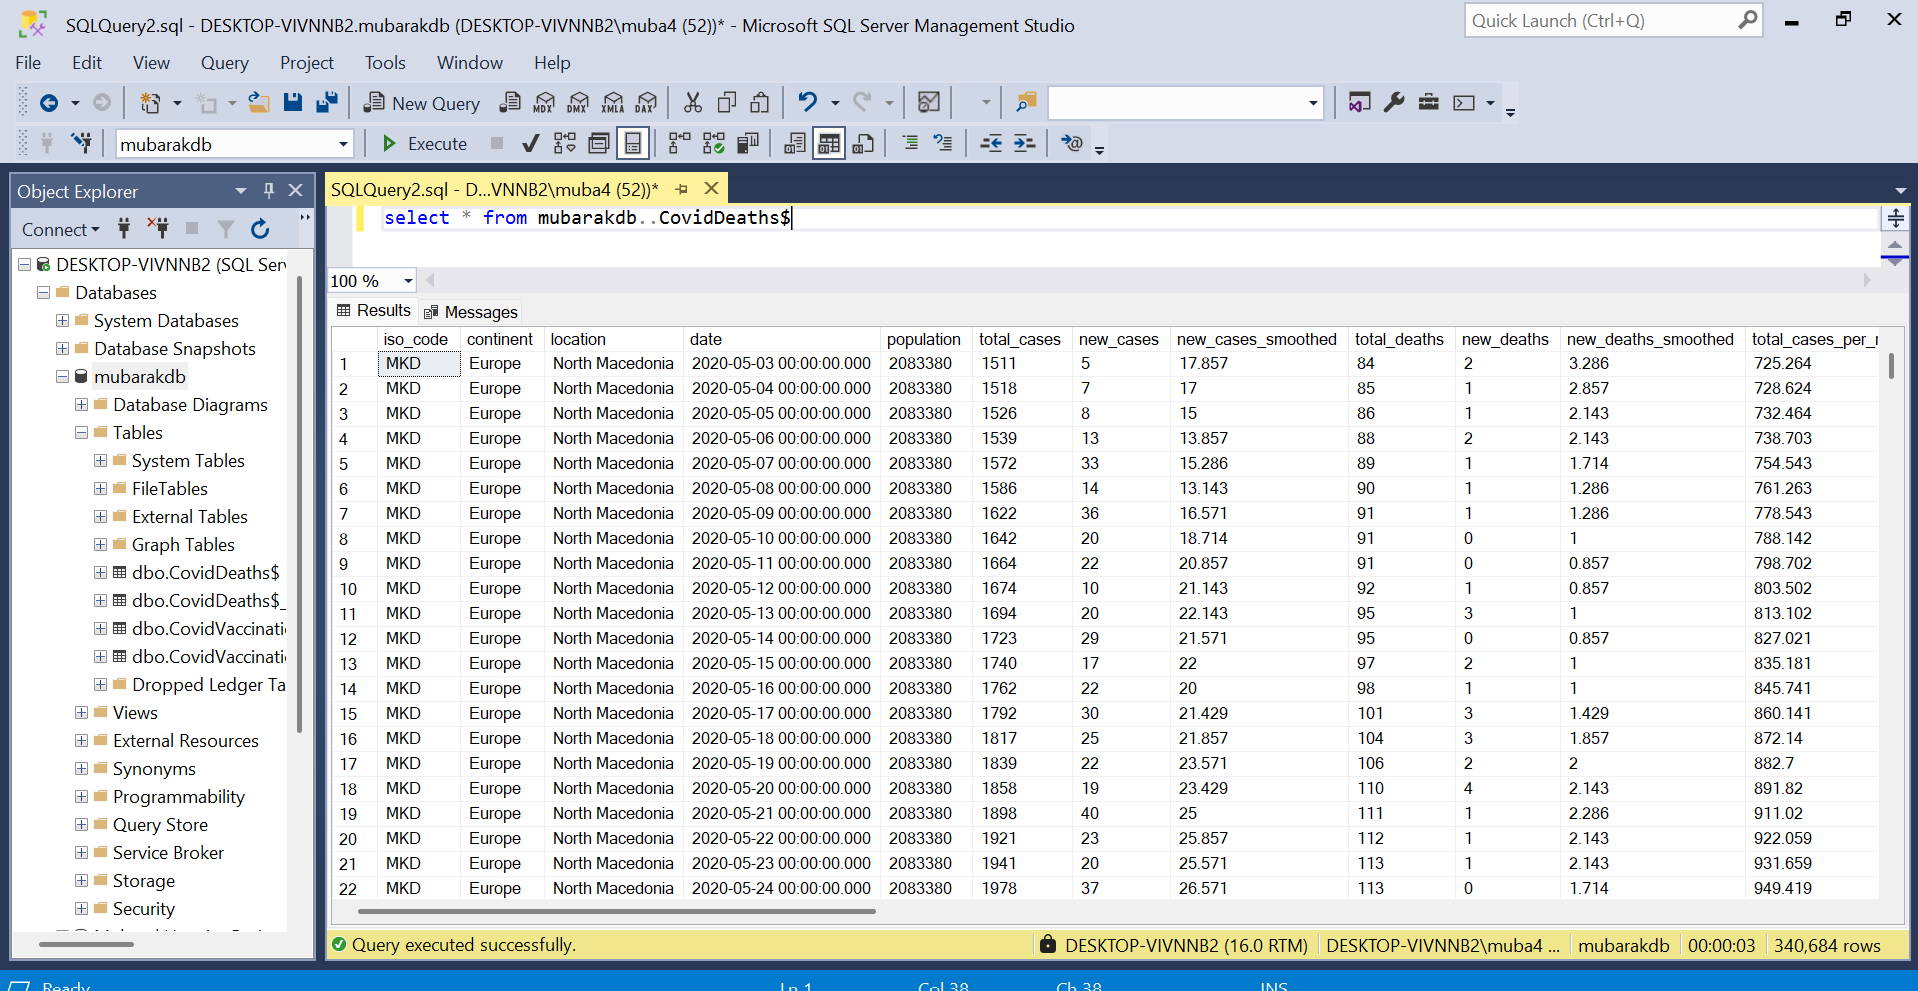 SQLQuery2.sql - DESKTOP-VIVNNB2.mubarakdb (DESKTOP-VIVNNB2\muba4 (52))* - Microsoft SQL Server Management Studio
Quick Launch (Ctrl+Q)
File Edit View Query Project Tools Window Help
New Query MDX DMX XMLA DAX
mubarakdb Execute
Object Explorer
Connect
DESKTOP-VIVNNB2 (SQL Ser
Databases
System Databases
Database Snapshots
mubarakdb
Database Diagrams
Tables
System Tables
FileTables
External Tables
Graph Tables
dbo.CovidDeaths$
dbo.CovidDeaths$_
dbo.CovidVaccinati
dbo.CovidVaccinati
Dropped Ledger Ta
Views
External Resources
Synonyms
Programmability
Query Store
Service Broker
Storage
Security
SQLQuery2.sql - D...VNNB2\muba4 (52))*
select * from mubarakdb..CovidDeaths$
100 %
Results Messages
iso_code continent location date population total_cases new_cases new_cases_smoothed total_deaths new_deaths new_deaths_smoothed total_cases_per_
1 MKD Europe North Macedonia 2020-05-03 00:00:00.000 2083380 1511 5 17.857 84 2 3.286 725.264
2 MKD Europe North Macedonia 2020-05-04 00:00:00.000 2083380 1518 7 17 85 1 2.857 728.624
3 MKD Europe North Macedonia 2020-05-05 00:00:00.000 2083380 1526 8 15 86 1 2.143 732.464
4 MKD Europe North Macedonia 2020-05-06 00:00:00.000 2083380 1539 13 13.857 88 2 2.143 738.703
5 MKD Europe North Macedonia 2020-05-07 00:00:00.000 2083380 1572 33 15.286 89 1 1.714 754.543
6 MKD Europe North Macedonia 2020-05-08 00:00:00.000 2083380 1586 14 13.143 90 1 1.286 761.263
7 MKD Europe North Macedonia 2020-05-09 00:00:00.000 2083380 1622 36 16.571 91 1 1.286 778.543
8 MKD Europe North Macedonia 2020-05-10 00:00:00.000 2083380 1642 20 18.714 91 0 1 788.142
9 MKD Europe North Macedonia 2020-05-11 00:00:00.000 2083380 1664 22 20.857 91 0 0.857 798.702
10 MKD Europe North Macedonia 2020-05-12 00:00:00.000 2083380 1674 10 21.143 92 1 0.857 803.502
11 MKD Europe North Macedonia 2020-05-13 00:00:00.000 2083380 1694 20 22.143 95 3 1 813.102
12 MKD Europe North Macedonia 2020-05-14 00:00:00.000 2083380 1723 29 21.571 95 0 0.857 827.021
13 MKD Europe North Macedonia 2020-05-15 00:00:00.000 2083380 1740 17 22 97 2 1 835.181
14 MKD Europe North Macedonia 2020-05-16 00:00:00.000 2083380 1762 22 20 98 1 1 845.741
15 MKD Europe North Macedonia 2020-05-17 00:00:00.000 2083380 1792 30 21.429 101 3 1.429 860.141
16 MKD Europe North Macedonia 2020-05-18 00:00:00.000 2083380 1817 25 21.857 104 3 1.857 872.14
17 MKD Europe North Macedonia 2020-05-19 00:00:00.000 2083380 1839 22 23.571 106 2 2 882.7
18 MKD Europe North Macedonia 2020-05-20 00:00:00.000 2083380 1858 19 23.429 110 4 2.143 891.82
19 MKD Europe North Macedonia 2020-05-21 00:00:00.000 2083380 1898 40 25 111 1 2.286 911.02
20 MKD Europe North Macedonia 2020-05-22 00:00:00.000 2083380 1921 23 25.857 112 1 2.143 922.059
21 MKD Europe North Macedonia 2020-05-23 00:00:00.000 2083380 1941 20 25.571 113 1 2.143 931.659
22 MKD Europe North Macedonia 2020-05-24 00:00:00.000 2083380 1978 37 26.571 113 0 1.714 949.419
Query executed successfully. DESKTOP-VIVNNB2 (16.0 RTM) DESKTOP-VIVNNB2\muba4 ... mubarakdb 00:00:03 340,684 rows
Ready Ln 1 Col 38 Ch 38 INS